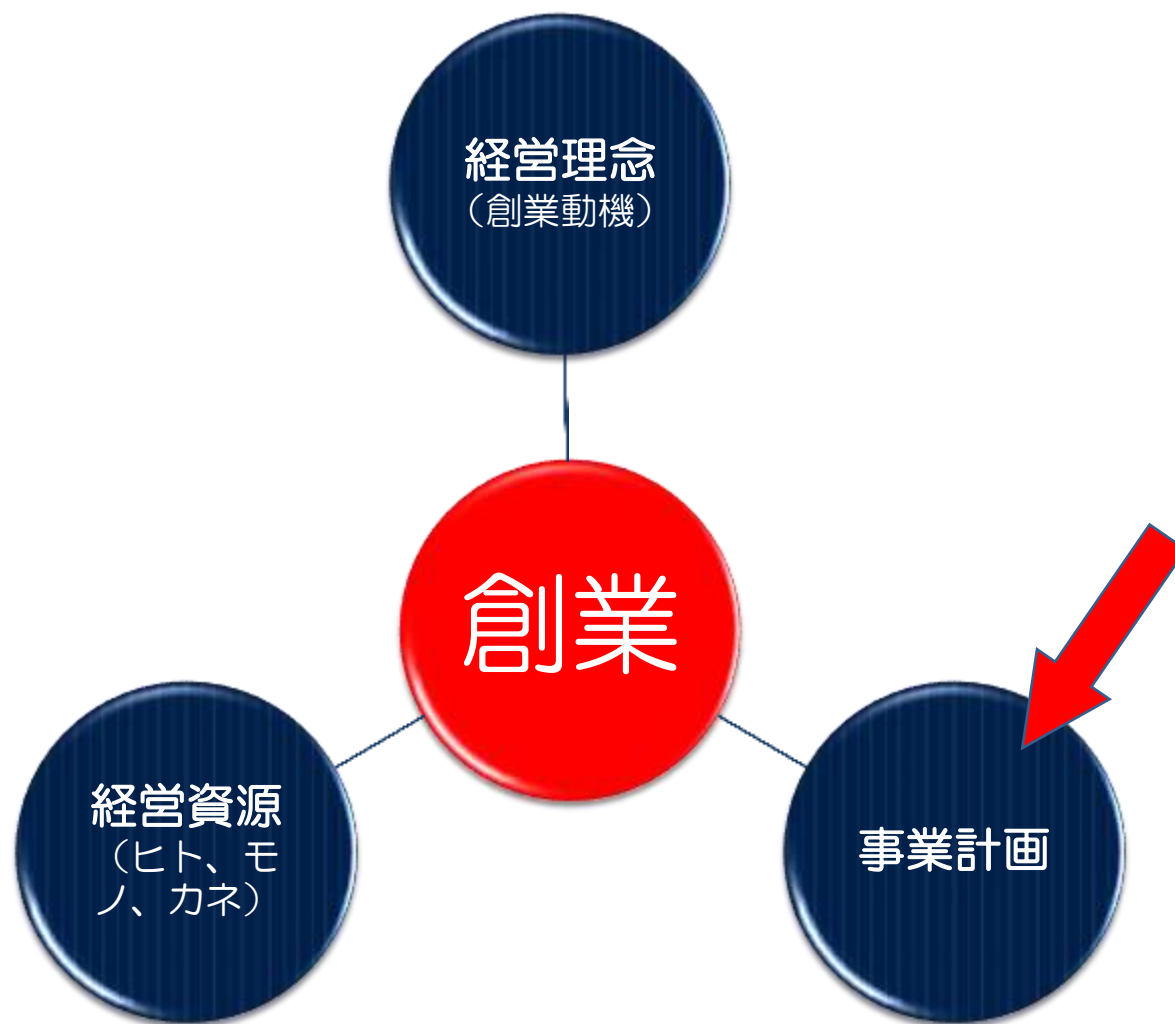 経営理念
（創業動機）
創業
経営資源
（ヒト、モ
ノ、カネ）
事業計画